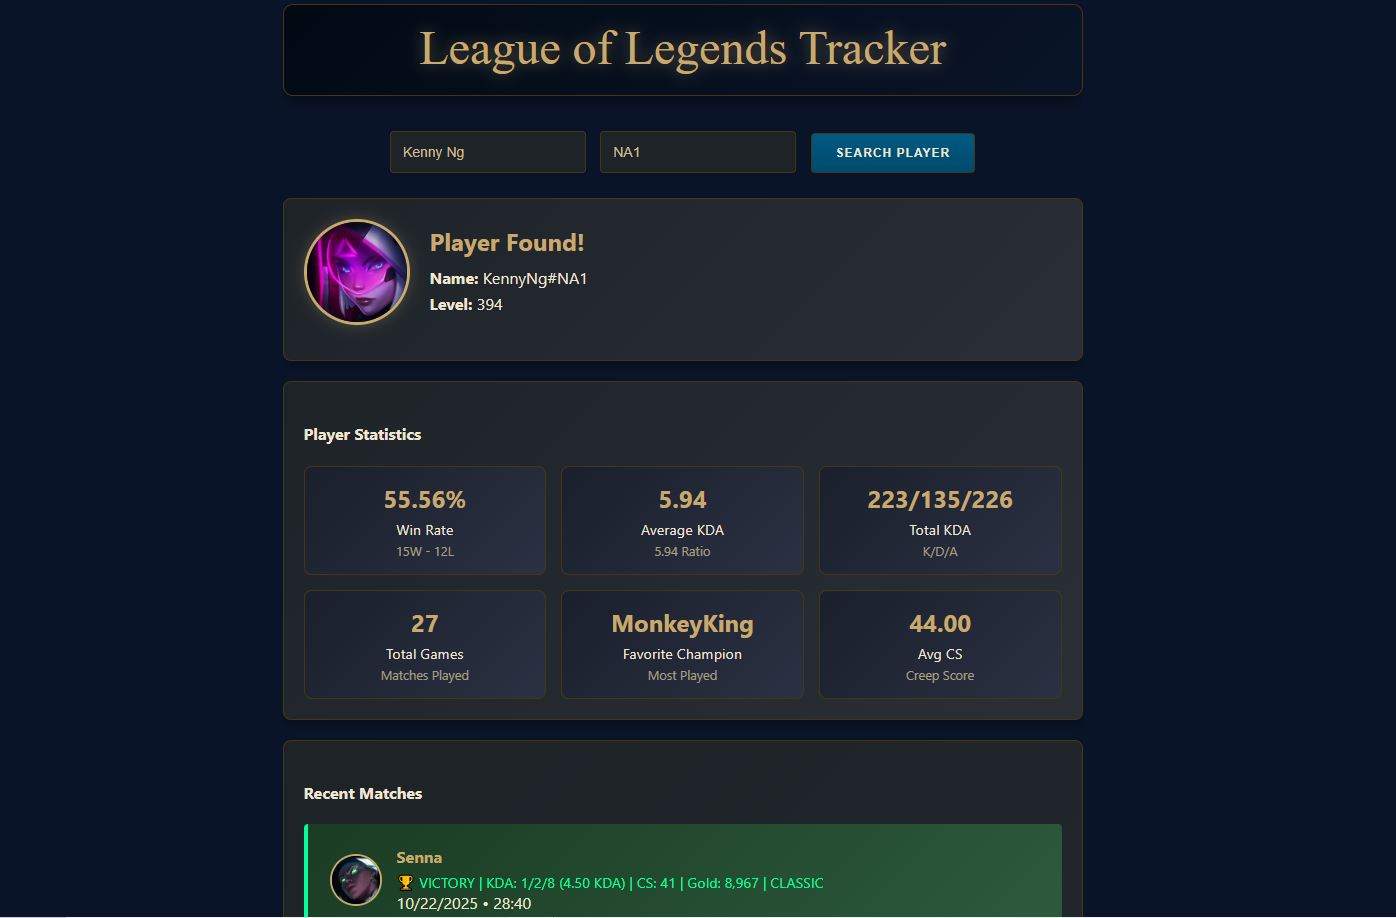 League of Legends Tracker
Kenny Ng
NA1
SEARCH PLAYER
Player Found!
Name: KennyNg#NA1
Level: 394
Player Statistics
55.56%
Win Rate
15W - 12L
5.94
Average KDA
5.94 Ratio
223/135/226
Total KDA
K/D/A
27
Total Games
Matches Played
MonkeyKing
Favorite Champion
Most Played
44.00
Avg CS
Creep Score
Recent Matches
Senna
🏆 VICTORY | KDA: 1/2/8 (4.50 KDA) | CS: 41 | Gold: 8,967 | CLASSIC
10/22/2025 • 28:40